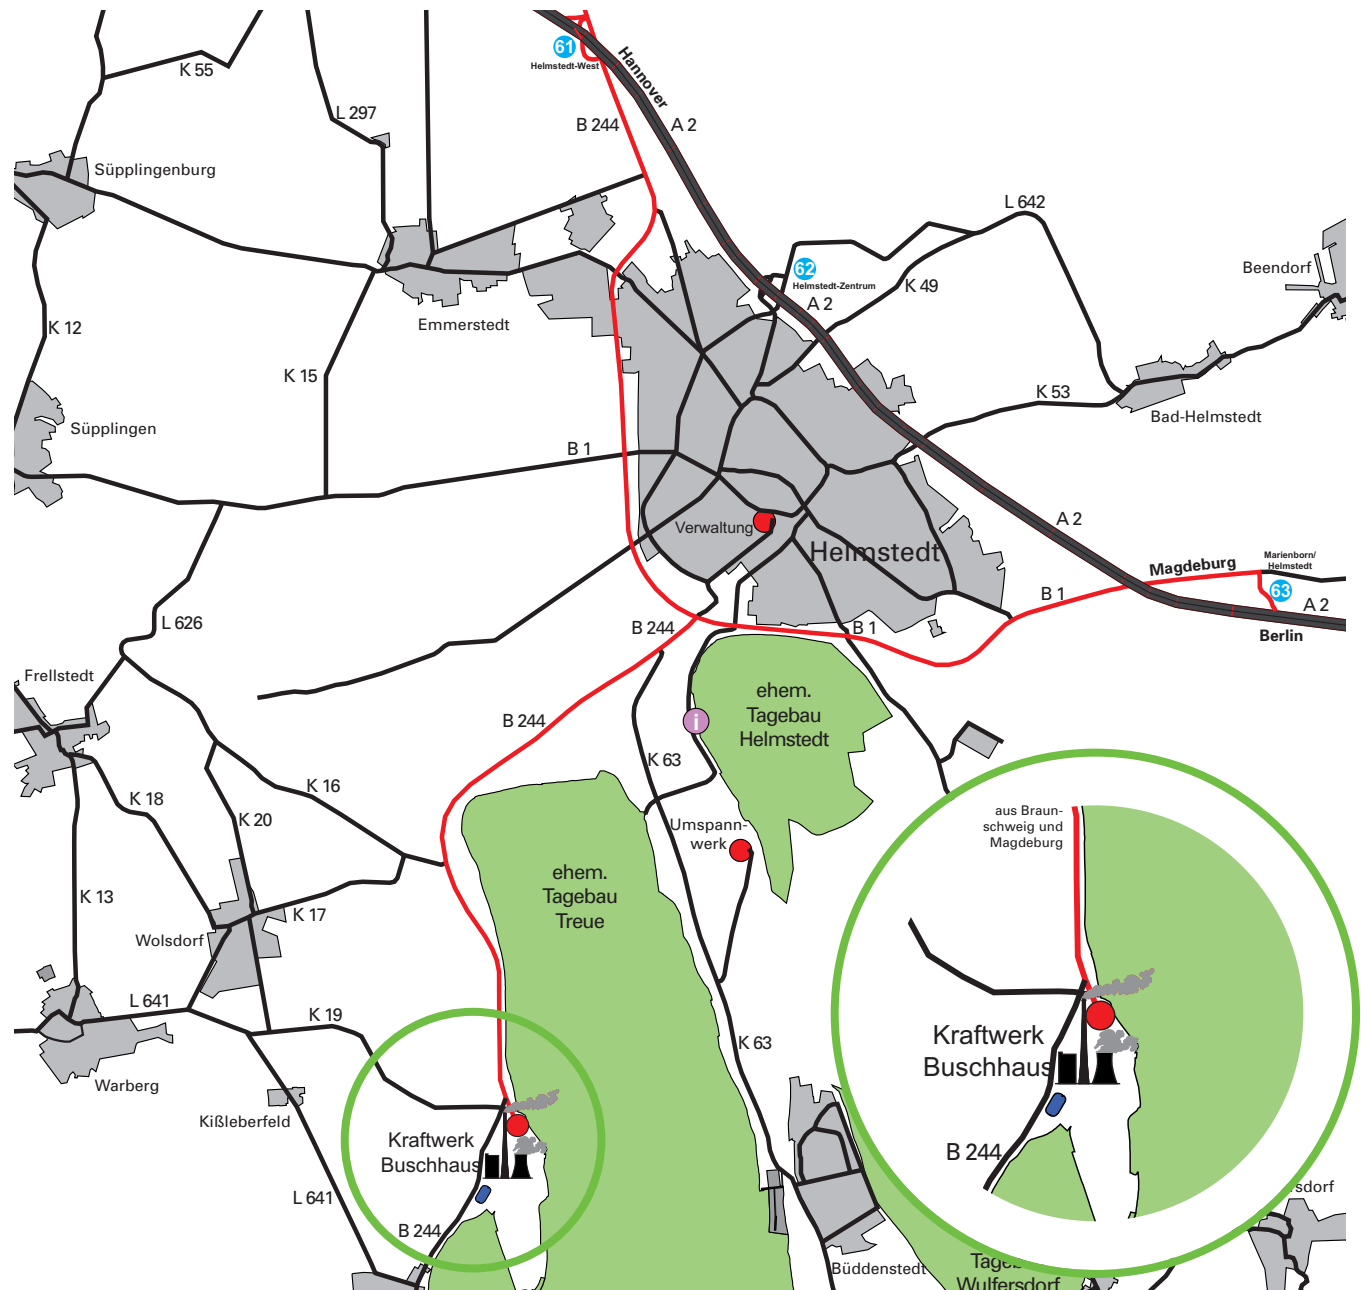 61
Helmstedt-West
Hannover
K 55
L 297
B 244
A 2
Süpplingenburg
L 642
62
Helmstedt-Zentrum
Beendorf
K 49
A 2
Emmerstedt
K 12
K 15
K 53
Bad-Helmstedt
Süpplingen
B 1
A 2
Verwaltung
Helmstedt
Marienborn/
Helmstedt
Magdeburg
63
B 1
A 2
Berlin
L 626
B 244
B 1
Frellstedt
ehem.
Tagebau
Helmstedt
B 244
i
K 63
K 16
K 18
K 20
Umspann-
werk
aus Braun-
schweig und
Magdeburg
ehem.
Tagebau
Treue
K 13
K 17
Wolsdorf
L 641
K 19
K 63
Kraftwerk
Buschhaus
Warberg
Kißleberfeld
Kraftwerk
Buschhaus
B 244
L 641
rsdorf
B 244
Büddenstedt
Wulfersdorf